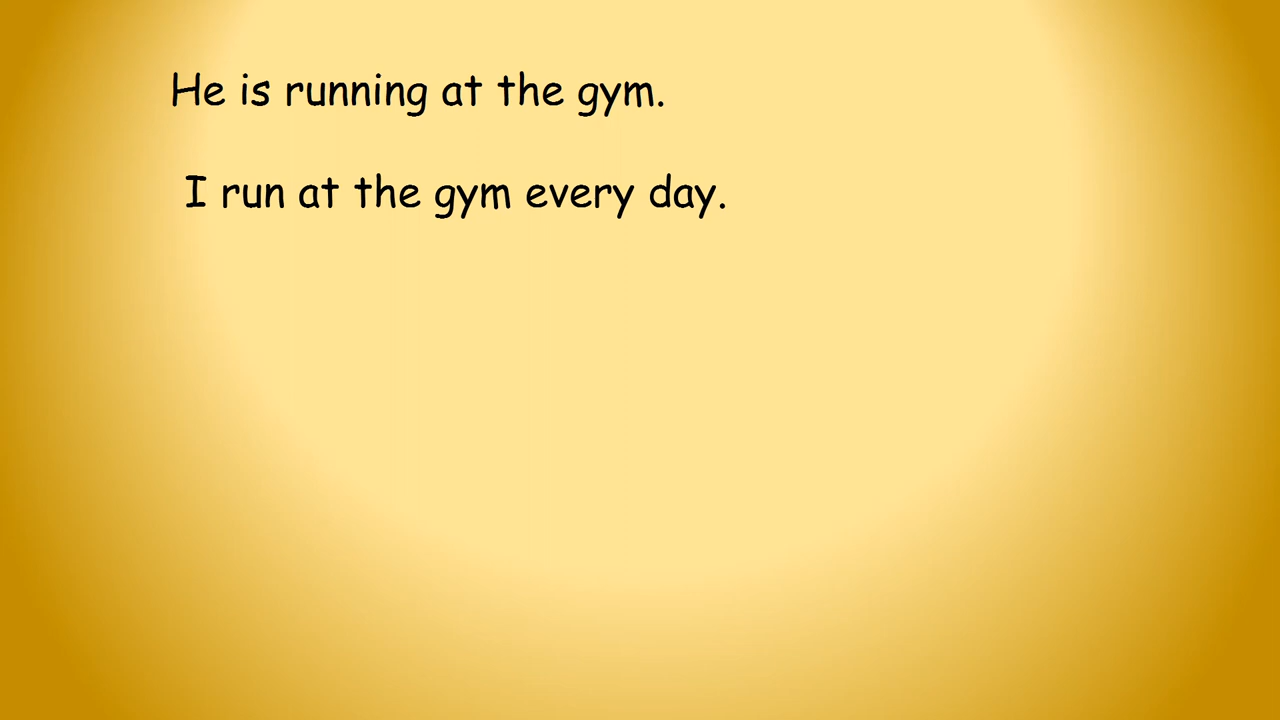 He is running at the gym.
I run at the gym every day.